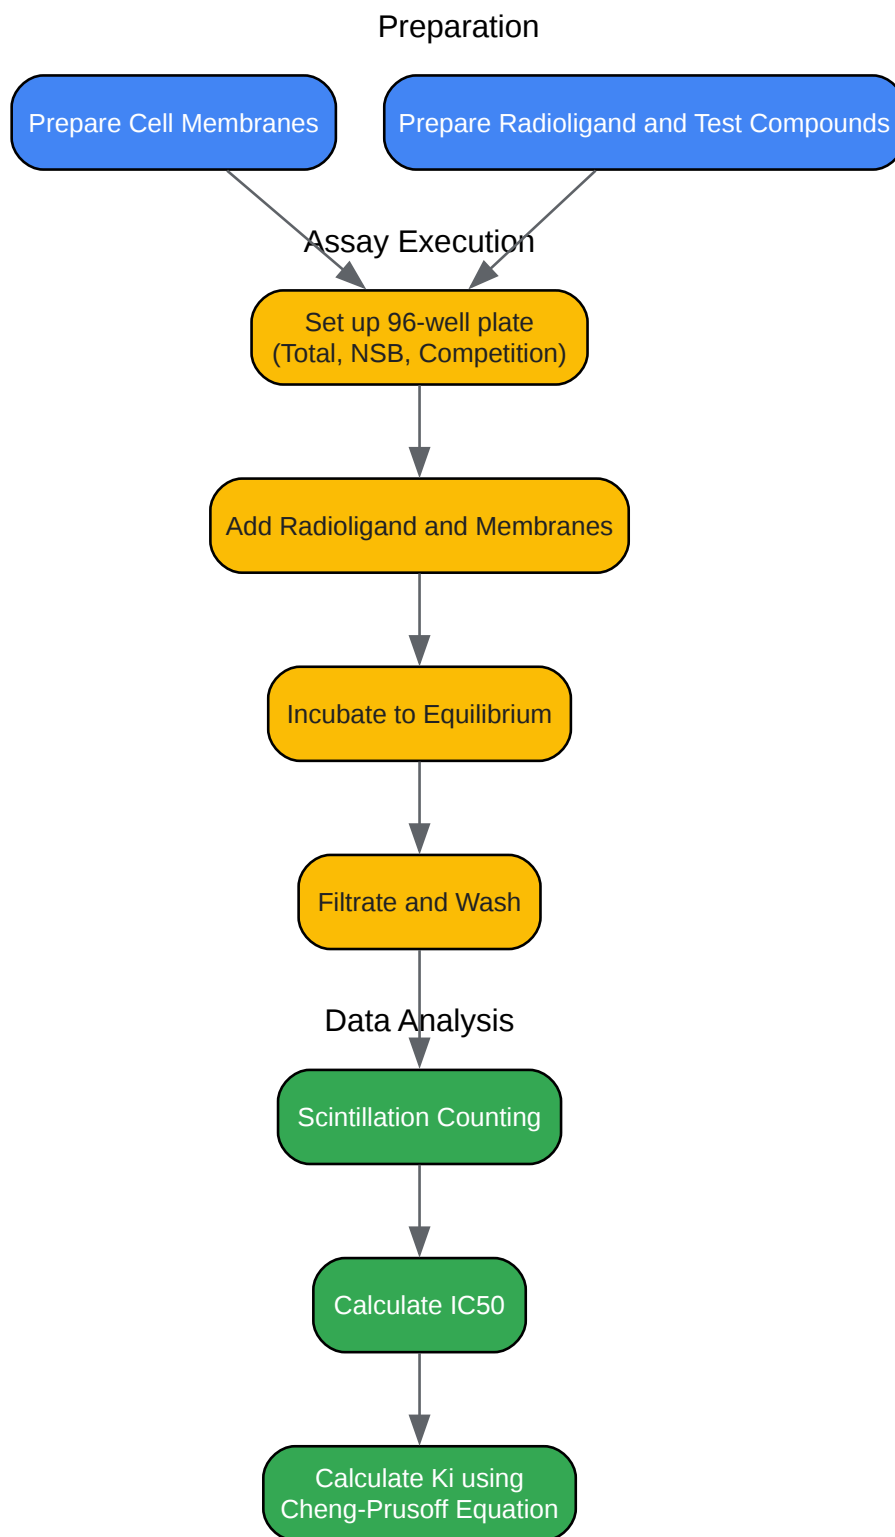 Preparation
Prepare Cell Membranes
Prepare Radioligand and Test Compounds
Assay Execution
Set up 96-well plate
(Total, NSB, Competition)
Add Radioligand and Membranes
Incubate to Equilibrium
Filtrate and Wash
Data Analysis
Scintillation Counting
Calculate IC50
Calculate Ki using
Cheng-Prusoff Equation